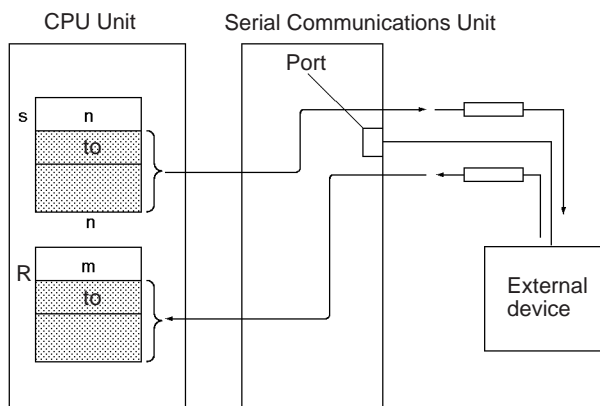 CPU Unit
Serial Communications Unit
Port
s
n
to
n
R
m
to
External
device